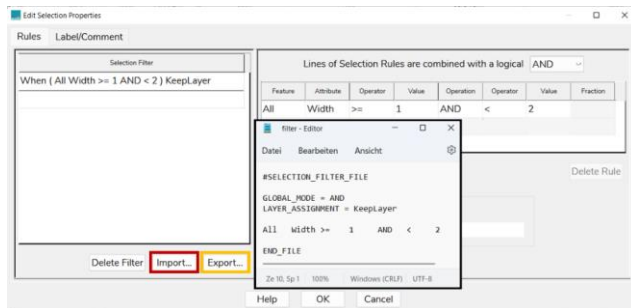 Edit Selection Properties
Rules Label/Comment
Selection Filter
When ( All Width >= 1 AND < 2 ) KeepLayer
Lines of Selection Rules are combined with a logical AND
Feature Attribute Operator Value Operation Operator Value Fraction
All Width >= 1 AND < 2
filter - Editor
Datei Bearbeiten Ansicht
#SELECTION_FILTER_FILE
GLOBAL_MODE = AND
LAYER_ASSIGNMENT = KeepLayer
All Width >= 1 AND < 2
END_FILE
Ze 10, Sp 1 100% Windows (CRLF) UTF-8
Delete Rule
Delete Filter Import... Export...
Help OK Cancel